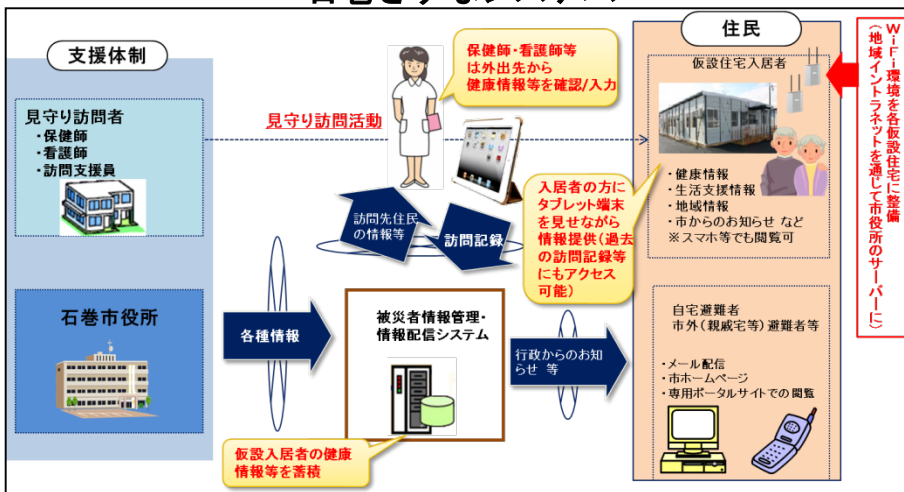 支援体制
見守り訪問者
・保健師
・看護師
・訪問支援員
石巻市役所
見守り訪問活動
保健師・看護師等
は外出先から
健康情報等を確認/入力
訪問先住民
の情報等
訪問記録
入居者の方に
タブレット端末
を見せながら
情報提供(過去
の訪問記録等
にもアクセス
可能)
各種情報
被災者情報管理・
情報配信システム
仮設入居者の健康
情報等を蓄積
行政からのお知
らせ 等
住民
仮設住宅入居者
・健康情報
・生活支援情報
・地域情報
・市からのお知らせ など
※スマホ等でも閲覧可
自宅避難者
市外(親戚宅等)避難者等
・メール配信
・市ホームページ
・専用ポータルサイトでの閲覧
WiFi環境を各仮設住宅に整備
(地域イントラネットを通じて市役所のサーバーに)